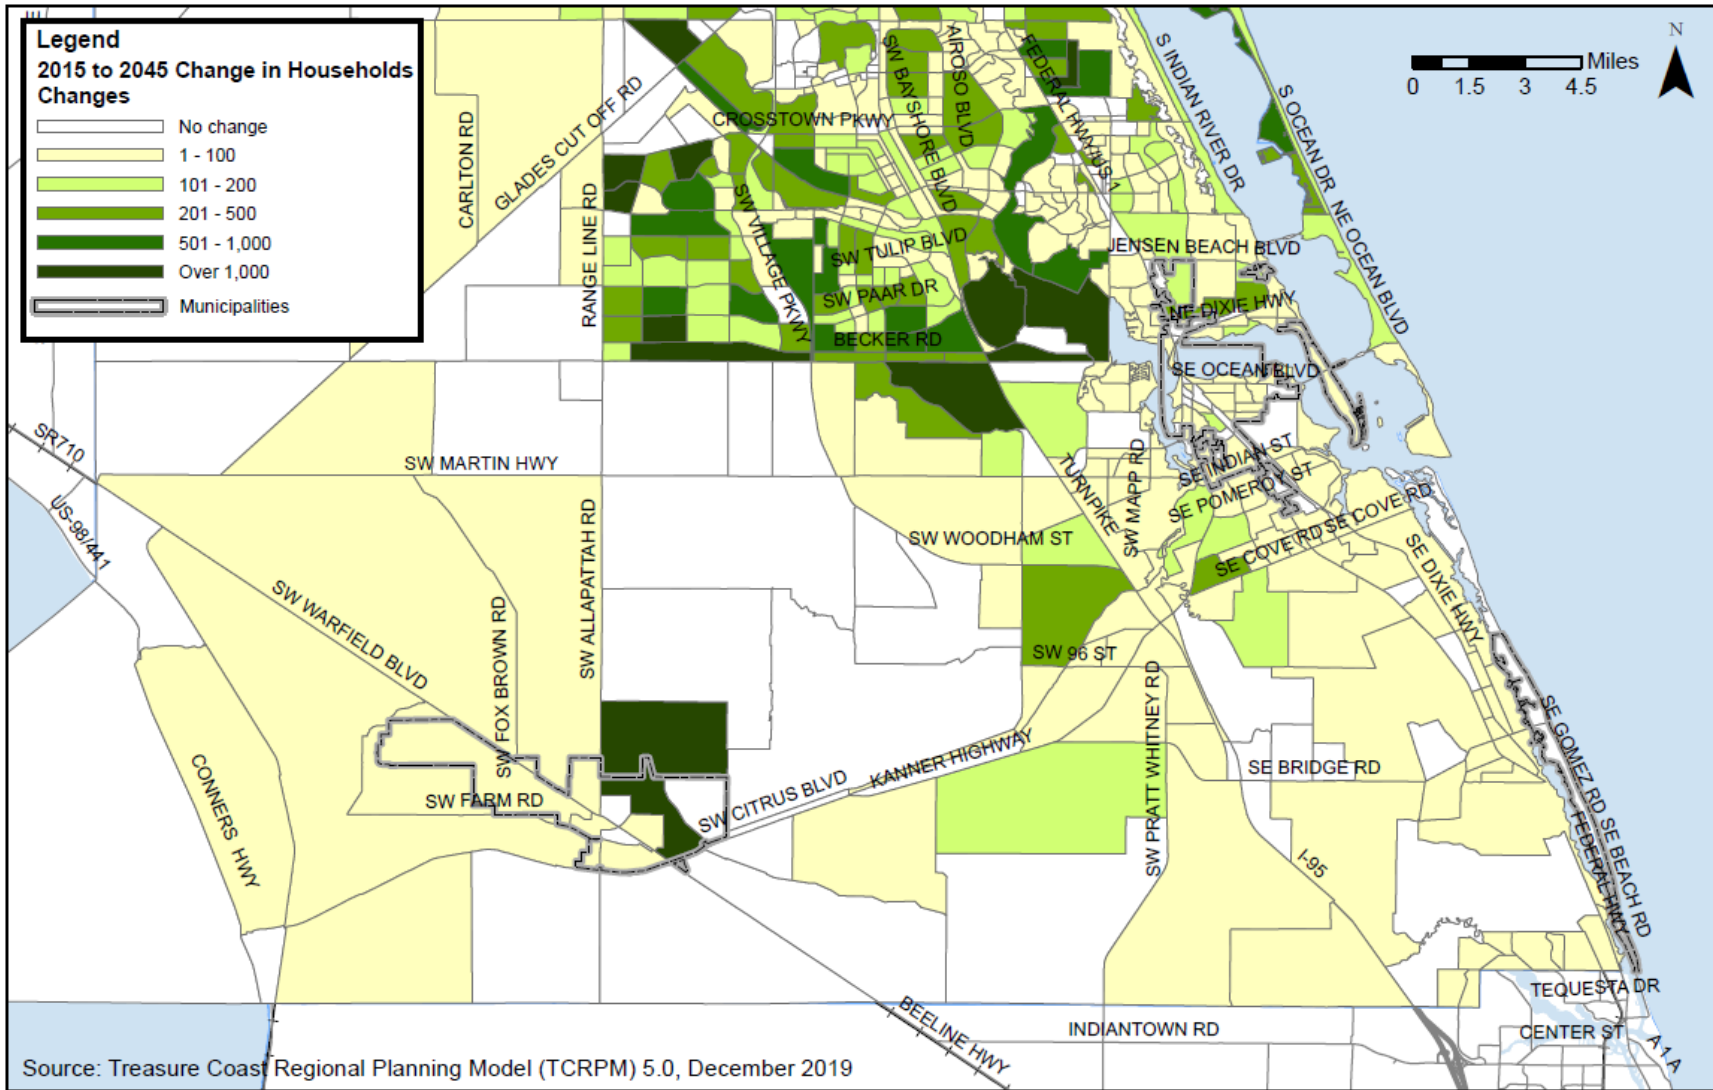 Legend
2015 to 2045 Change in Households
Changes
No change
1 - 100
101 - 200
201 - 500
501 - 1,000
Over 1,000
Municipalities
N
Miles
0 1.5 3 4.5
CARLTON RD
GLADES CUT OFF RD
RANGE LINE RD
CROSSTOWN PKWY
SW BAYSHORE BLVD
AIROSO BLVD
FEDERAL HWY/US 1
S INDIAN RIVER DR
S OCEAN DR
NE OCEAN BLVD
SW VILLAGE PKWY
SW TULIP BLVD
SW PAAR DR
BECKER RD
JENSEN BEACH BLVD
NE DIXIE HWY
SE OCEAN BLVD
SR710
US-98/441
SW MARTIN HWY
SW ALLAPATTAH RD
TURNPIKE
SW MAPP RD
SE INDIAN ST
SE POMEROY ST
SE COVE RD
SE COVE RD
SW WOODHAM ST
SE DIXIE HWY
SW WARFIELD BLVD
SW FOX BROWN RD
SW 96 ST
SW PRATT WHITNEY RD
CONNERS HWY
SW FARM RD
SW CITRUS BLVD
KANNER HIGHWAY
SE BRIDGE RD
SE GOMEZ RD
SE BEACH RD
FEDERAL HWY
I-95
BEELINE HWY
INDIANTOWN RD
TEQUESTA DR
CENTER ST
A 1 A
Source: Treasure Coast Regional Planning Model (TCRPM) 5.0, December 2019